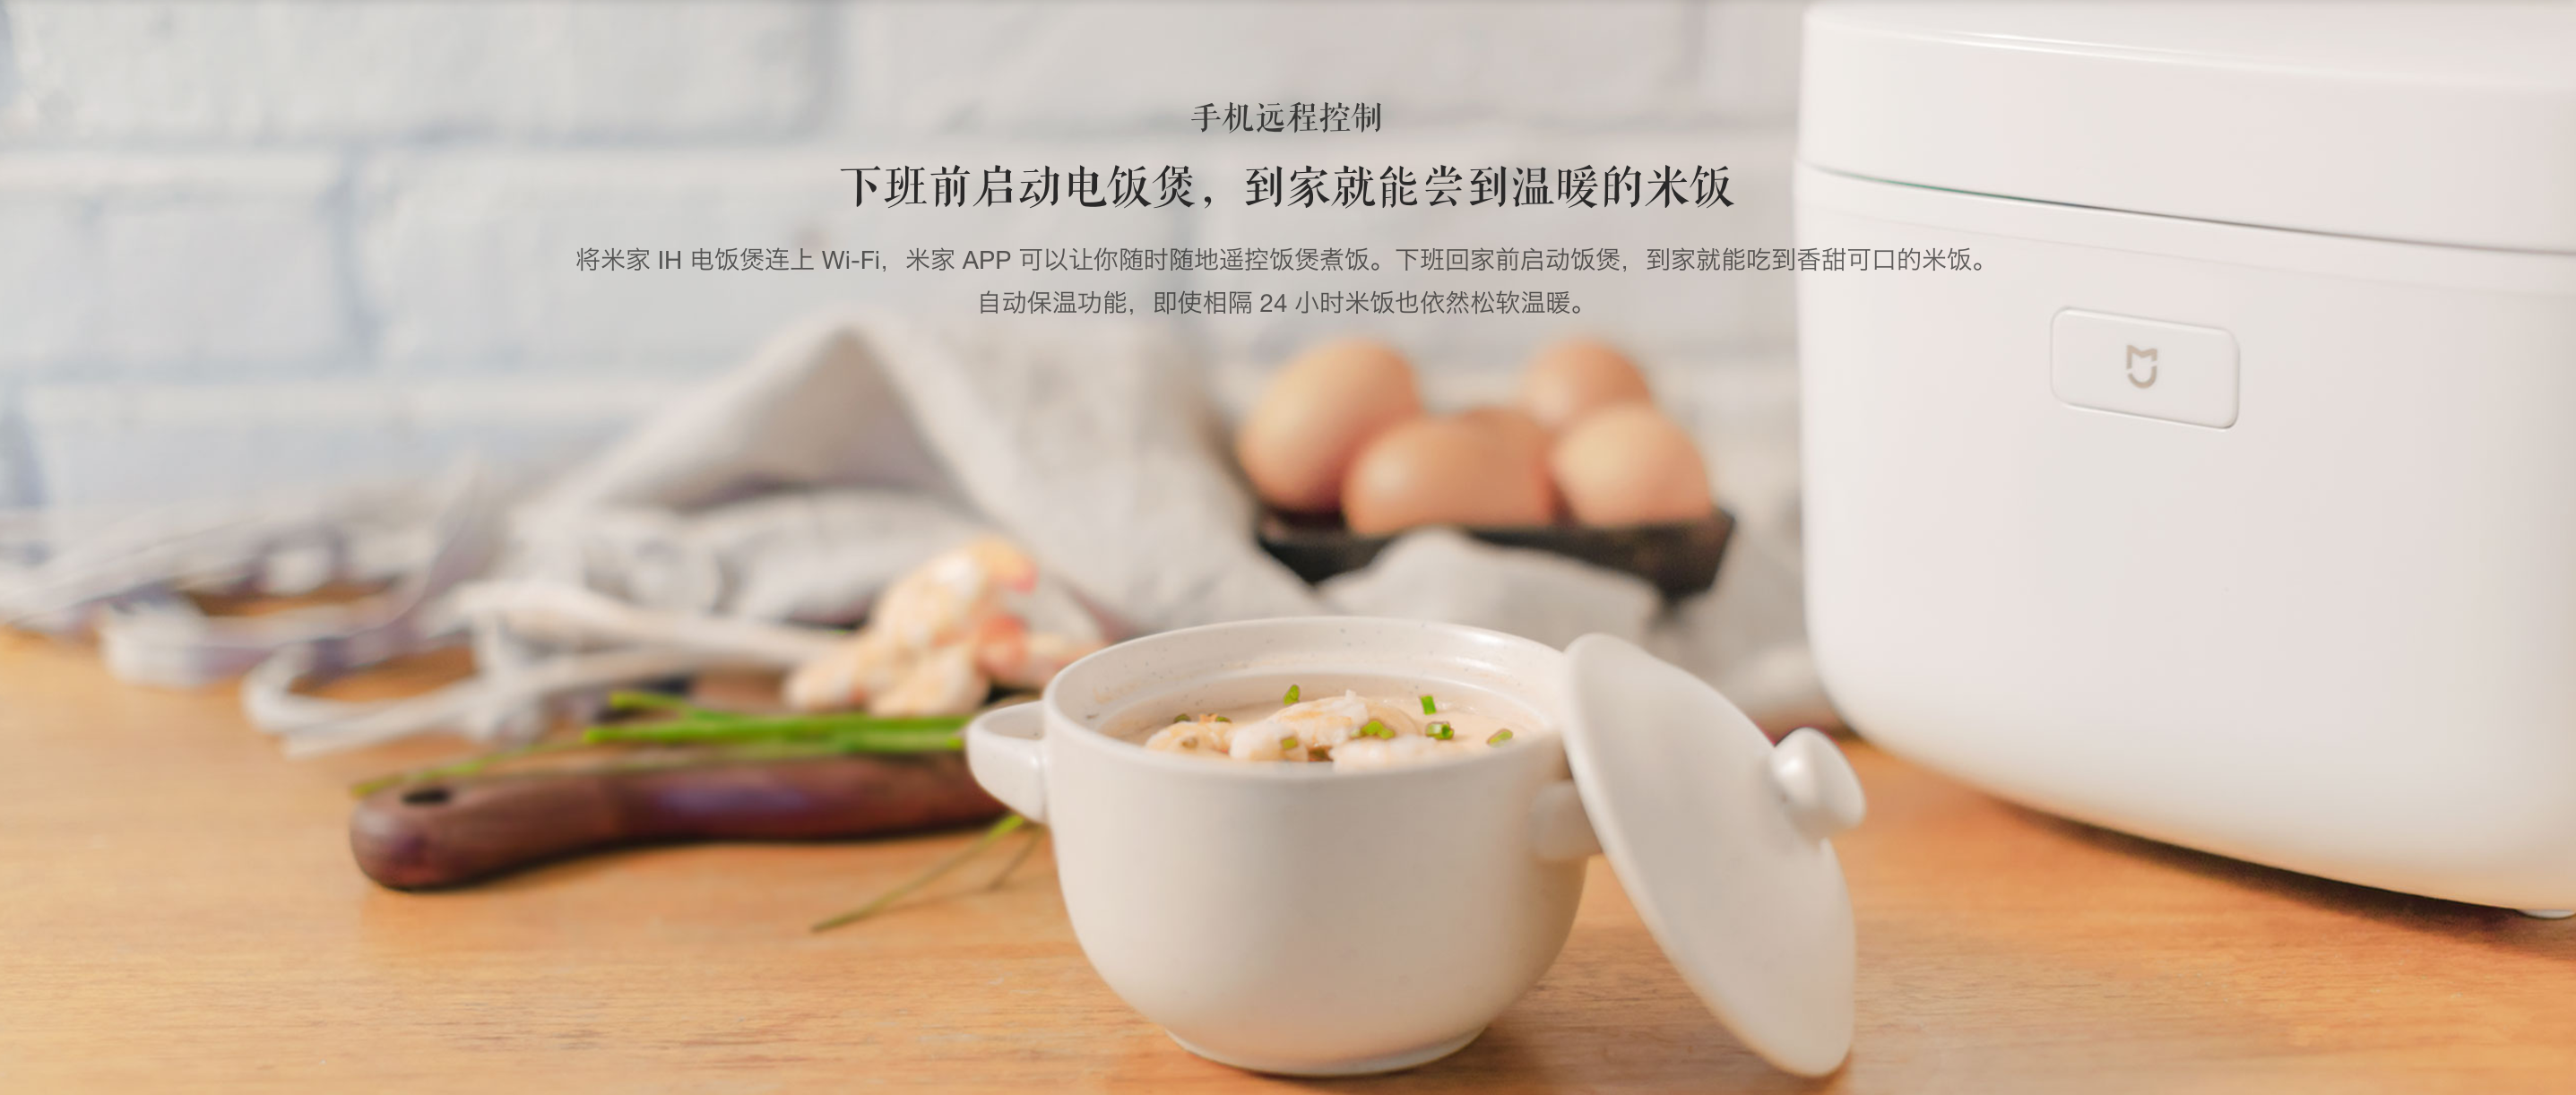 手机远程控制
下班前启动电饭煲，到家就能尝到温暖的米饭
将米家 IH 电饭煲连上 Wi-Fi，米家 APP 可以让你随时随地遥控饭煲煮饭。下班回家前启动饭煲，到家就能吃到香甜可口的米饭。
自动保温功能，即使相隔 24 小时米饭也依然松软温暖。